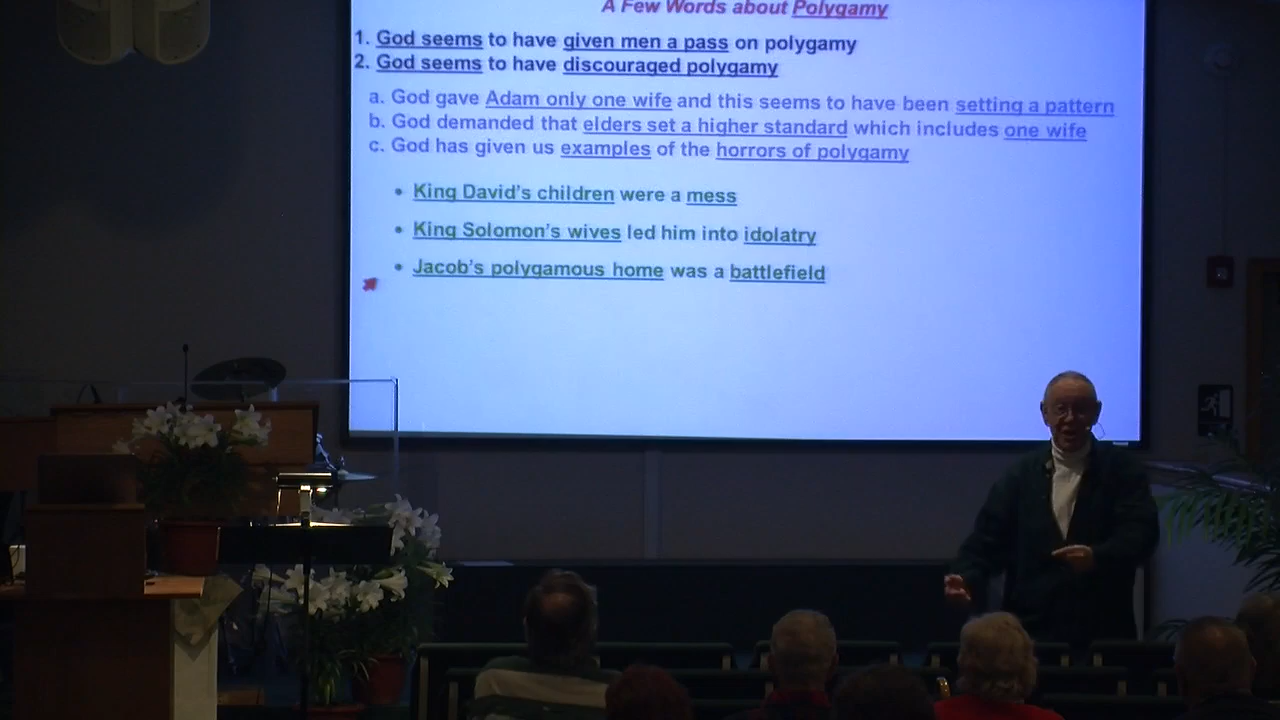 A Few Words about Polygamy
1. God seems to have given men a pass on polygamy
2. God seems to have discouraged polygamy
a. God gave Adam only one wife and this seems to have been setting a pattern
b. God demanded that elders set a higher standard which includes one wife
c. God has given us examples of the horrors of polygamy
• King David's children were a mess
• King Solomon's wives led him into idolatry
• Jacob's polygamous home was a battlefield